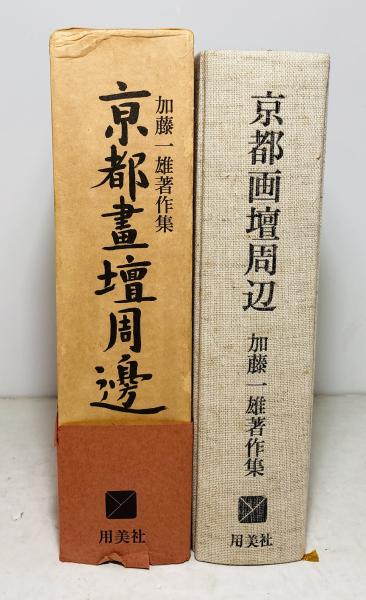 加藤一雄著作集
京都畫壇周邊
用美社
京都画壇周辺
加藤一雄著作集
用美社